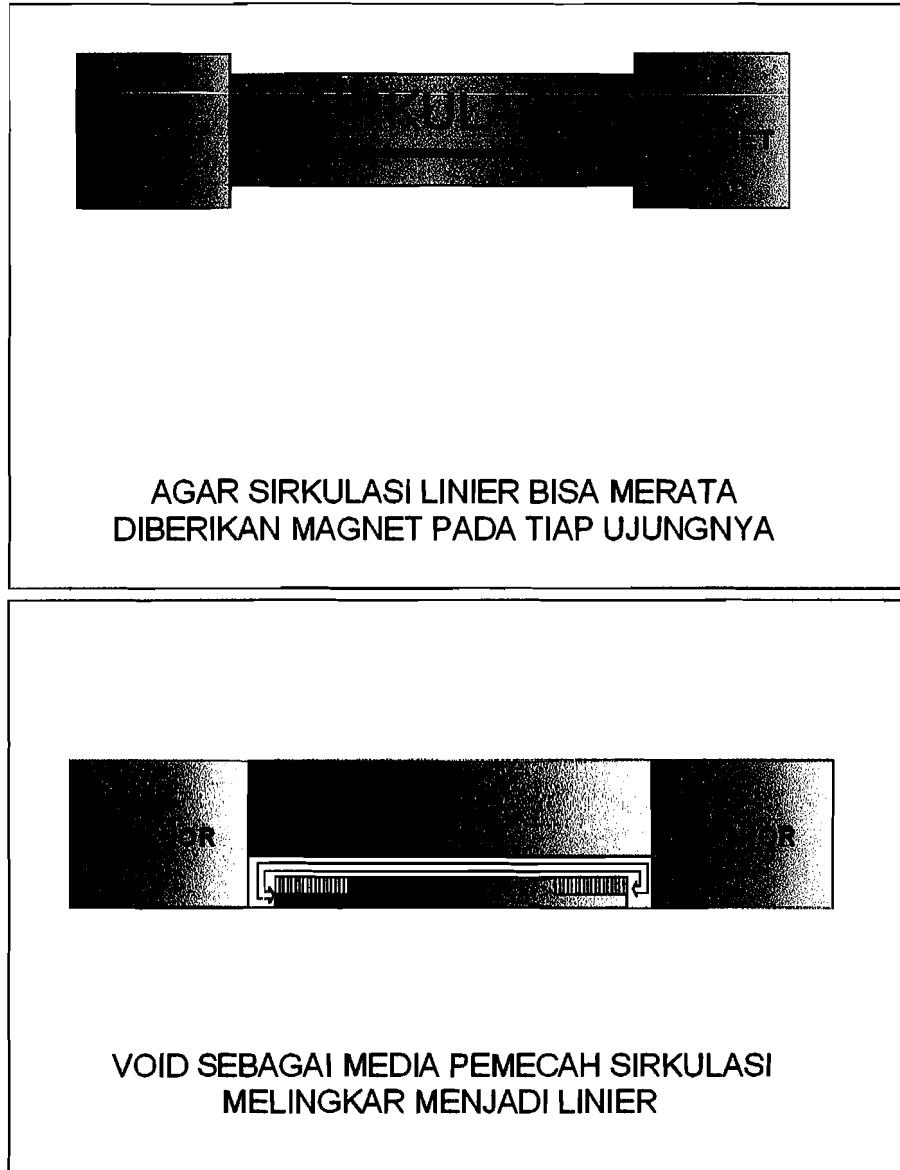 AGAR SIRKULASI LINIER BISA MERATA
DIBERIKAN MAGNET PADA TIAP UJUNGNYA
VOID SEBAGAI MEDIA PEMECAH SIRKULASI
MELINGKAR MENJADI LINIER